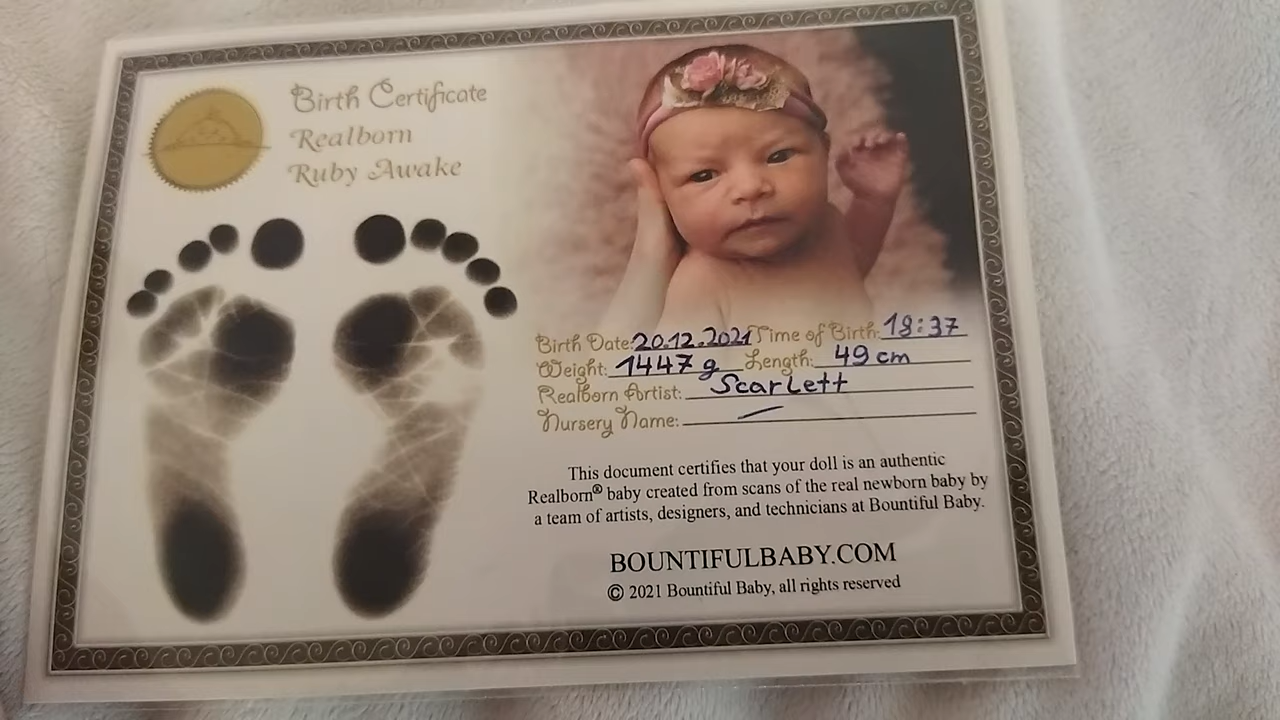 Birth Certificate
Realborn
Ruby Awake
Birth Date: 20.12.2021 Time of Birth: 18:37
Weight: 1447 g Length: 49 cm
Realborn Artist: Scarlett
Nursery Name:
This document certifies that your doll is an authentic
Realborn® baby created from scans of the real newborn baby by
a team of artists, designers, and technicians at Bountiful Baby.
BOUNTIFULBABY.COM
© 2021 Bountiful Baby, all rights reserved